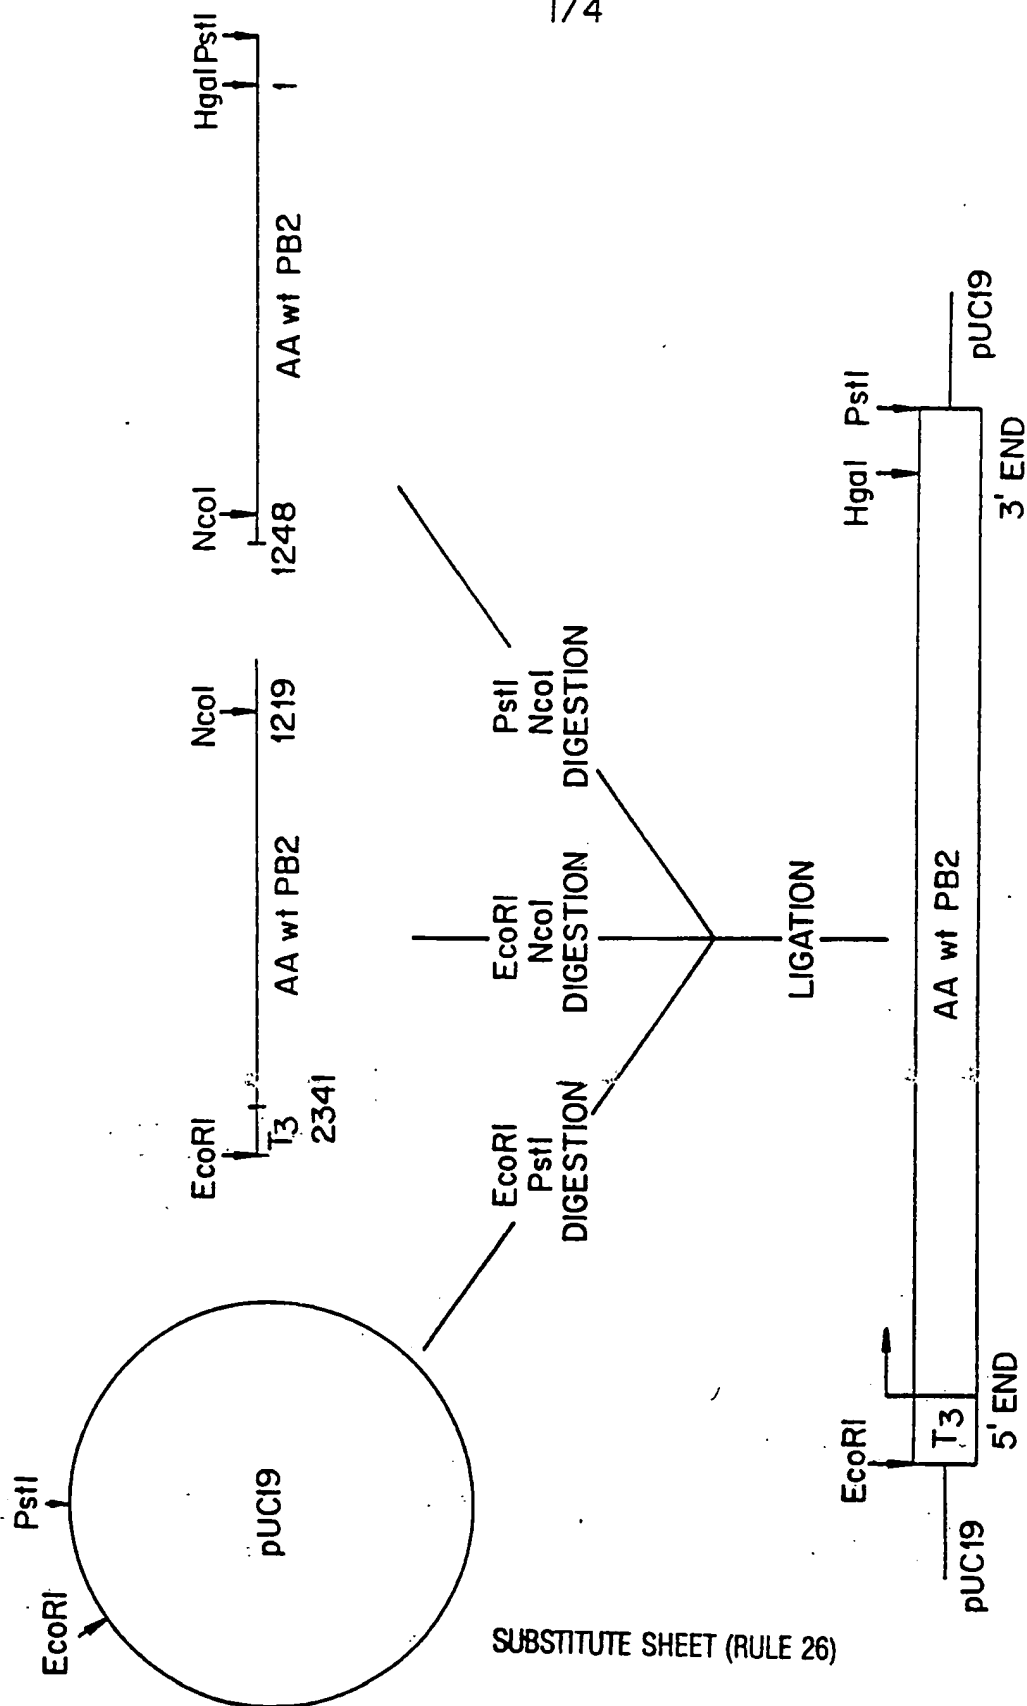 1/4
PstI
EcoRI
pUC19
EcoRI
T3
2341
AA wt PB2
NcoI
1219
NcoI
1248
AA wt PB2
HgaI PstI
1
EcoRI
PstI
DIGESTION
EcoRI
NcoI
DIGESTION
PstI
NcoI
DIGESTION
LIGATION
pUC19
EcoRI
T3
5' END
AA wt PB2
HgaI PstI
3' END
pUC19
SUBSTITUTE SHEET (RULE 26)